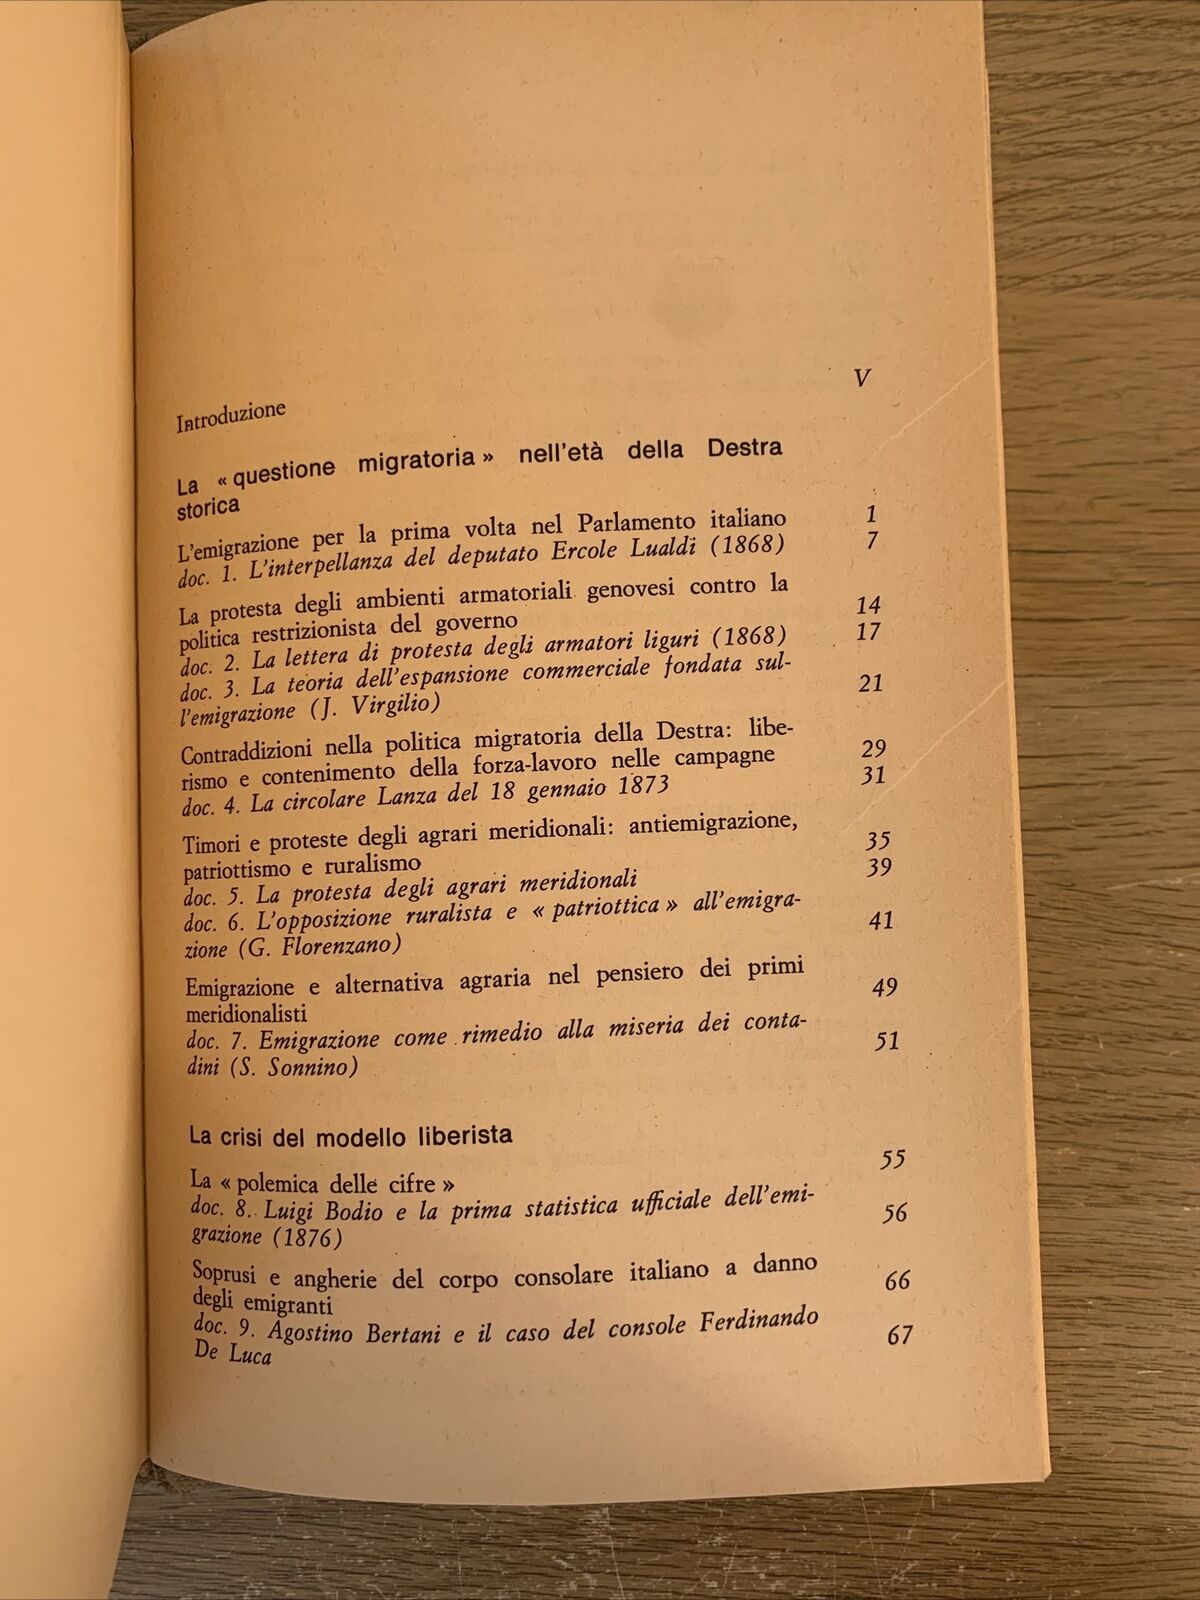 Introduzione V
La « questione migratoria » nell'età della Destra
storica
L'emigrazione per la prima volta nel Parlamento italiano 1
doc. 1. L'interpellanza del deputato Ercole Lualdi (1868) 7
La protesta degli ambienti armatoriali genovesi contro la
politica restrizionista del governo 14
doc. 2. La lettera di protesta degli armatori liguri (1868) 17
doc. 3. La teoria dell'espansione commerciale fondata sul-
l'emigrazione (J. Virgilio) 21
Contraddizioni nella politica migratoria della Destra: libe-
rismo e contenimento della forza-lavoro nelle campagne 29
doc. 4. La circolare Lanza del 18 gennaio 1873 31
Timori e proteste degli agrari meridionali: antiemigrazione,
patriottismo e ruralismo 35
doc. 5. La protesta degli agrari meridionali 39
doc. 6. L'opposizione ruralista e « patriottica » all'emigra-
zione (G. Florenzano) 41
Emigrazione e alternativa agraria nel pensiero dei primi
meridionalisti 49
doc. 7. Emigrazione come rimedio alla miseria dei conta-
dini (S. Sonnino) 51
La crisi del modello liberista
La « polemica delle cifre » 55
doc. 8. Luigi Bodio e la prima statistica ufficiale dell'emi-
grazione (1876) 56
Soprusi e angherie del corpo consolare italiano a danno
degli emigranti 66
doc. 9. Agostino Bertani e il caso del console Ferdinando
De Luca 67